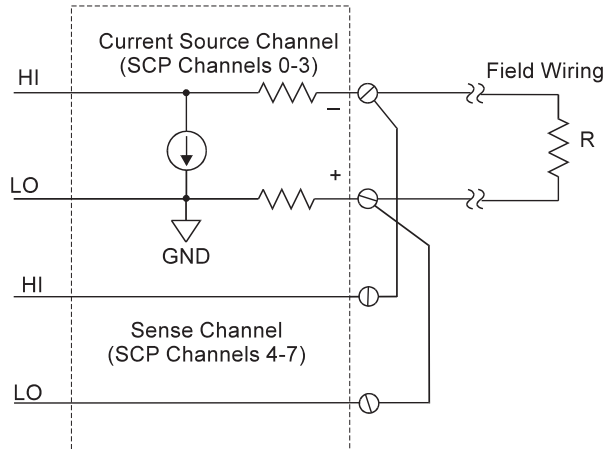 Current Source Channel
(SCP Channels 0-3)
HI
Field Wiring
–
R
LO
+
GND
HI
Sense Channel
(SCP Channels 4-7)
LO